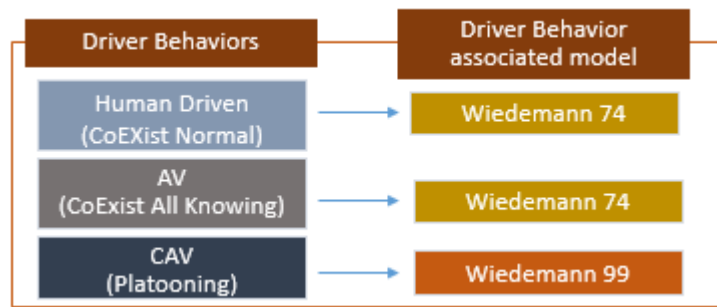 Driver Behaviors
Driver Behavior
associated model
Human Driven
(CoEXist Normal)
Wiedemann 74
AV
(CoExist All Knowing)
Wiedemann 74
CAV
(Platooning)
Wiedemann 99